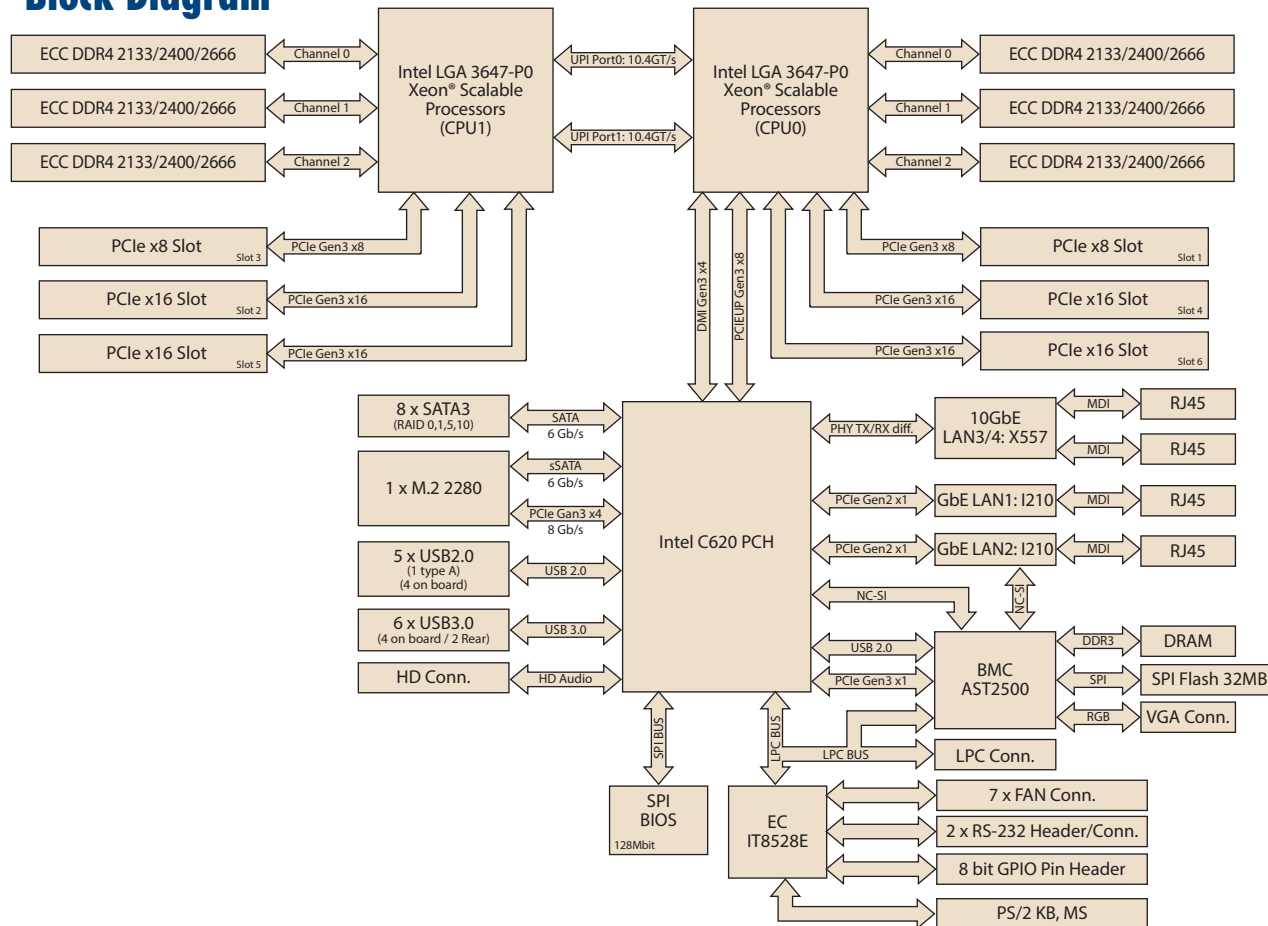 Block Diagram
ECC DDR4 2133/2400/2666
Channel 0
ECC DDR4 2133/2400/2666
Channel 1
ECC DDR4 2133/2400/2666
Channel 2
Intel LGA 3647-P0
Xeon® Scalable
Processors
(CPU1)
UPI Port0: 10.4GT/s
UPI Port1: 10.4GT/s
Intel LGA 3647-P0
Xeon® Scalable
Processors
(CPU0)
Channel 0
ECC DDR4 2133/2400/2666
Channel 1
ECC DDR4 2133/2400/2666
Channel 2
ECC DDR4 2133/2400/2666
PCIe x8 Slot
Slot 3
PCIe Gen3 x8
PCIe x16 Slot
Slot 2
PCIe Gen3 x16
PCIe x16 Slot
Slot 5
PCIe Gen3 x16
DMI Gen3 x4
PCIEUP Gen3 x8
PCIe Gen3 x8
PCIe x8 Slot
Slot 1
PCIe Gen3 x16
PCIe x16 Slot
Slot 4
PCIe Gen3 x16
PCIe x16 Slot
Slot 6
8 x SATA3
(RAID 0,1,5,10)
SATA
6 Gb/s
1 x M.2 2280
sSATA
6 Gb/s
PCIe Gan3 x4
8 Gb/s
5 x USB2.0
(1 type A)
(4 on board)
USB 2.0
6 x USB3.0
(4 on board / 2 Rear)
USB 3.0
HD Conn.
HD Audio
Intel C620 PCH
PHY TX/RX diff.
10GbE
LAN3/4: X557
MDI
RJ45
MDI
RJ45
PCIe Gen2 x1
GbE LAN1: I210
MDI
RJ45
PCIe Gen2 x1
GbE LAN2: I210
MDI
RJ45
NC-SI
NC-SI
USB 2.0
PCIe Gen3 x1
BMC
AST2500
DDR3
DRAM
SPI
SPI Flash 32MB
RGB
VGA Conn.
SPI BUS
LPC BUS
LPC BUS
LPC Conn.
SPI
BIOS
128Mbit
EC
IT8528E
7 x FAN Conn.
2 x RS-232 Header/Conn.
8 bit GPIO Pin Header
PS/2 KB, MS